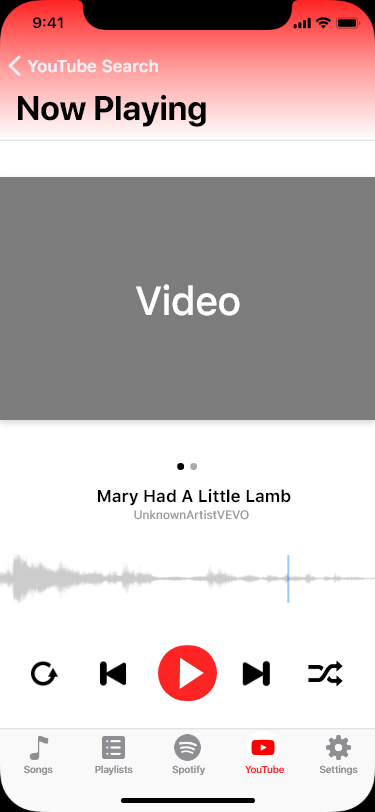 9:41
YouTube Search
Now Playing
Video
Mary Had A Little Lamb
UnknownArtistVEVO
Songs
Playlists
Spotify
YouTube
Settings